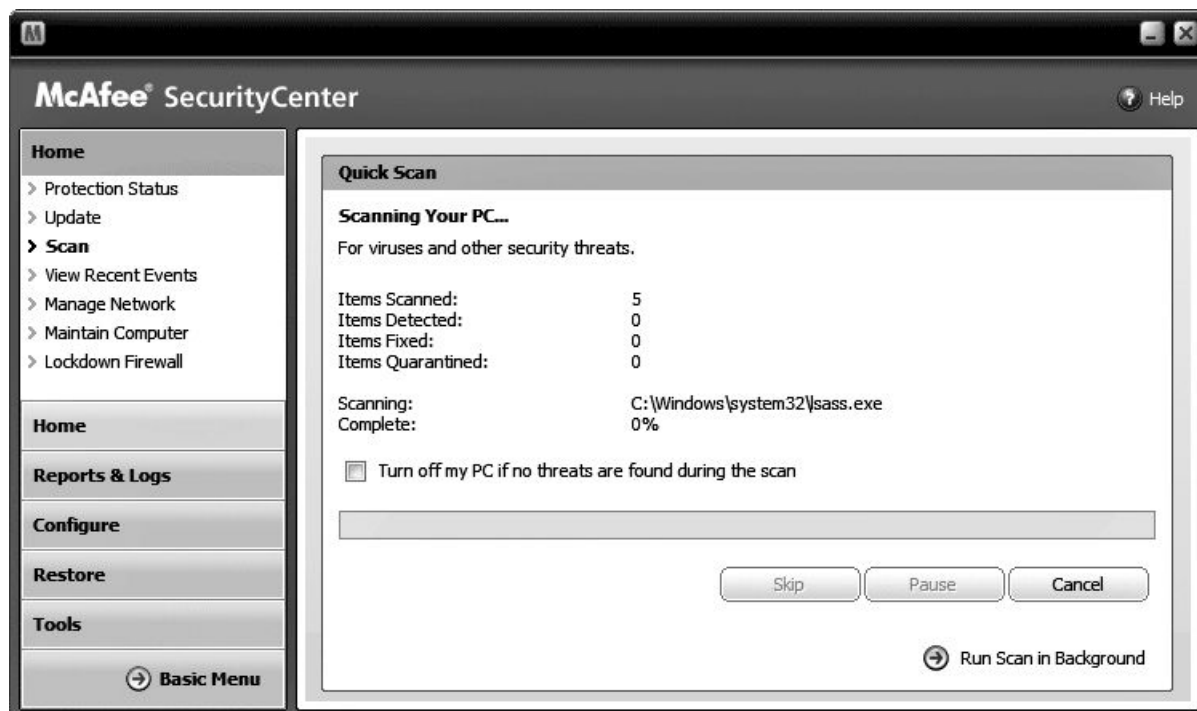 M
McAfee® SecurityCenter
? Help
Home
Protection Status
Update
Scan
View Recent Events
Manage Network
Maintain Computer
Lockdown Firewall
Home
Reports & Logs
Configure
Restore
Tools
Basic Menu
Quick Scan
Scanning Your PC...
For viruses and other security threats.
Items Scanned: 5
Items Detected: 0
Items Fixed: 0
Items Quarantined: 0
Scanning: C:\Windows\system32\lsass.exe
Complete: 0%
Turn off my PC if no threats are found during the scan
Skip Pause Cancel
Run Scan in Background